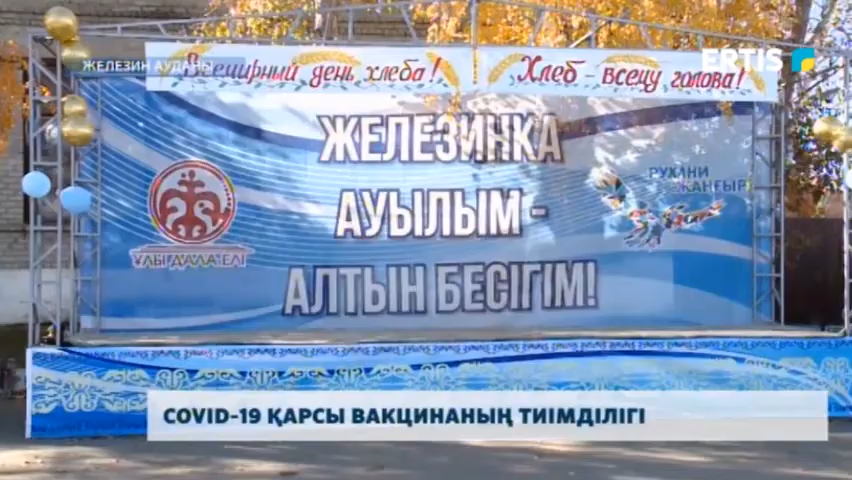 ЖЕЛЕЗИН АУДАНЫ
ERTIS
Всемирный день хлеба!
Хлеб - всему голова!
ЖЕЛЕЗИНКА
АУЫЛЫМ -
АЛТЫН БЕСІГІМ!
ҰЛЫ ДАЛА ЕЛІ
РУХАНИ
ЖАҢҒЫР
COVID-19 ҚАРСЫ ВАКЦИНАНЫҢ ТИІМДІЛІГІ